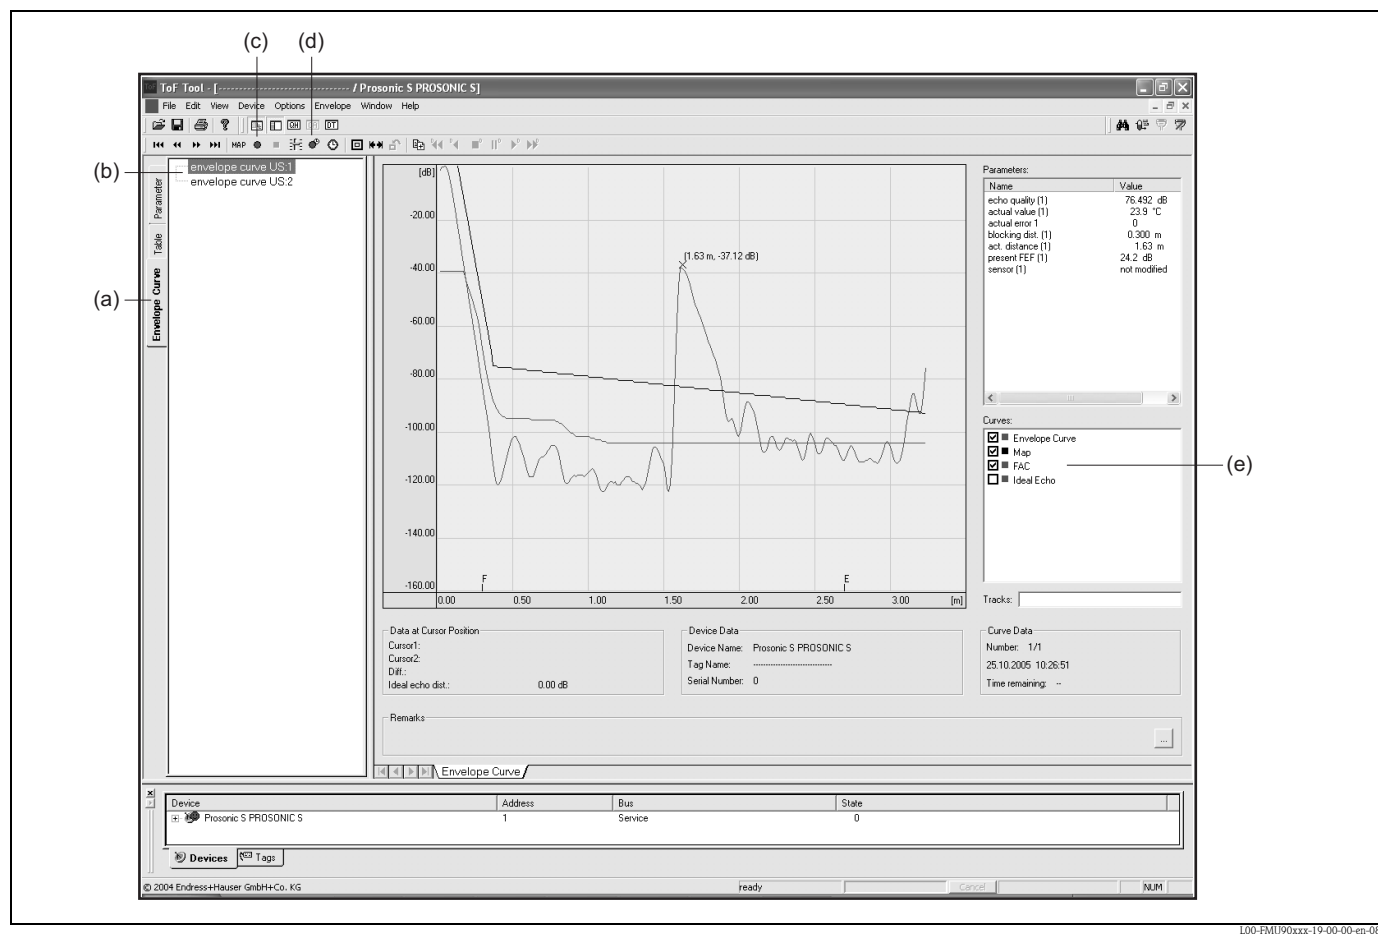 (c)
(d)
ToF Tool - [-------------------------------- / Prosonic S PROSONIC S]
File Edit View Device Options Envelope Window Help
OH
DT
MAP
(b)
envelope curve US:1
envelope curve US:2
Parameter
Table
(a)
Envelope Curve
[dB]
-20.00
-40.00
-60.00
-80.00
-100.00
-120.00
-140.00
-160.00
(1.63 m, -37.12 dB)
F
E
0.00 0.50 1.00 1.50 2.00 2.50 3.00 [m]
Parameters:
Name Value
echo quality (1) 76.492 dB
actual value (1) 23.9 °C
actual error 1 0
blocking dist. (1) 0.300 m
act. distance (1) 1.63 m
present FEF (1) 24.2 dB
sensor (1) not modified
Curves:
Envelope Curve
Map
FAC
Ideal Echo
(e)
Tracks:
Data at Cursor Position
Cursor1:
Cursor2:
Diff.:
Ideal echo dist.: 0.00 dB
Device Data
Device Name: Prosonic S PROSONIC S
Tag Name: --------------------------------
Serial Number: 0
Curve Data
Number: 1/1
25.10.2005 10:26:51
Time remaining: --
Remarks
...
Envelope Curve
Device Address Bus State
Prosonic S PROSONIC S 1 Service 0
Devices Tags
© 2004 Endress+Hauser GmbH+Co. KG
ready
Cancel
NUM
L00-FMU90xxx-19-00-00-en-08